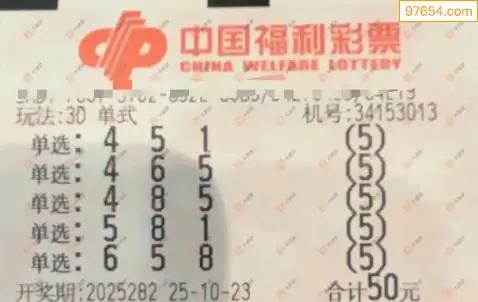 97654.com
中国福利彩票
CHINA WELFARE LOTTERY
玩法:3D 单式 机号:34153013
单选: 4 5 1 (5)
单选: 4 6 5 (5)
单选: 4 8 5 (5)
单选: 5 8 1 (5)
单选: 6 5 8 (5)
开奖期:2025282 25-10-23 合计50元